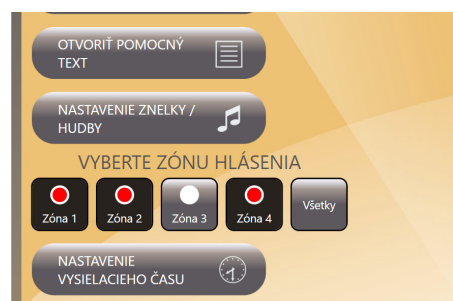 OTVORIŤ POMOCNÝ
TEXT
NASTAVENIE ZNELKY /
HUDBY
VYBERTE ZÓNU HLÁSENIA
Zóna 1 Zóna 2 Zóna 3 Zóna 4 Všetky
NASTAVENIE
VYSIELACIEHO ČASU